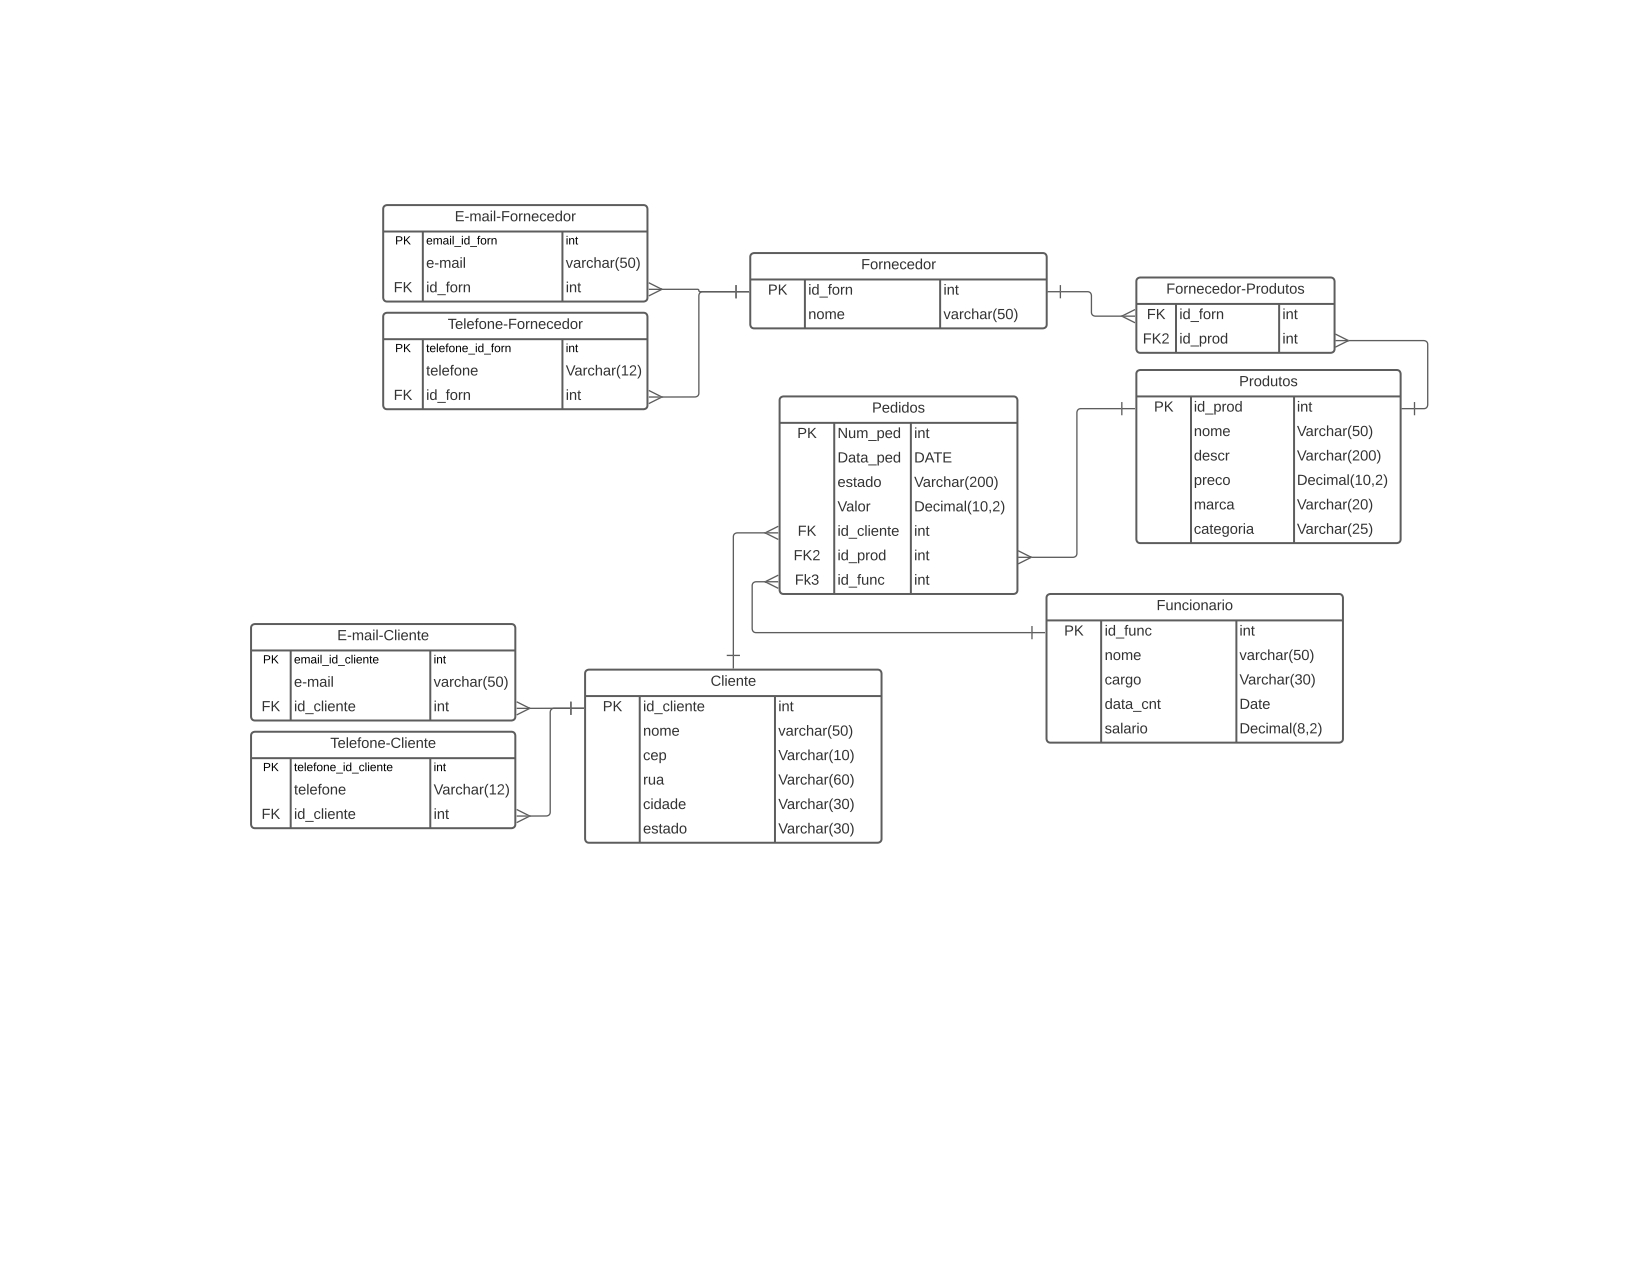 E-mail-Fornecedor
PK email_id_forn int
e-mail varchar(50)
FK id_forn int
Telefone-Fornecedor
PK telefone_id_forn int
telefone Varchar(12)
FK id_forn int
Fornecedor
PK id_forn int
nome varchar(50)
Fornecedor-Produtos
FK id_forn int
FK2 id_prod int
Produtos
PK id_prod int
nome Varchar(50)
descr Varchar(200)
preco Decimal(10,2)
marca Varchar(20)
categoria Varchar(25)
Pedidos
PK Num_ped int
Data_ped DATE
estado Varchar(200)
Valor Decimal(10,2)
FK id_cliente int
FK2 id_prod int
Fk3 id_func int
Funcionario
PK id_func int
nome varchar(50)
cargo Varchar(30)
data_cnt Date
salario Decimal(8,2)
E-mail-Cliente
PK email_id_cliente int
e-mail varchar(50)
FK id_cliente int
Telefone-Cliente
PK telefone_id_cliente int
telefone Varchar(12)
FK id_cliente int
Cliente
PK id_cliente int
nome varchar(50)
cep Varchar(10)
rua Varchar(60)
cidade Varchar(30)
estado Varchar(30)